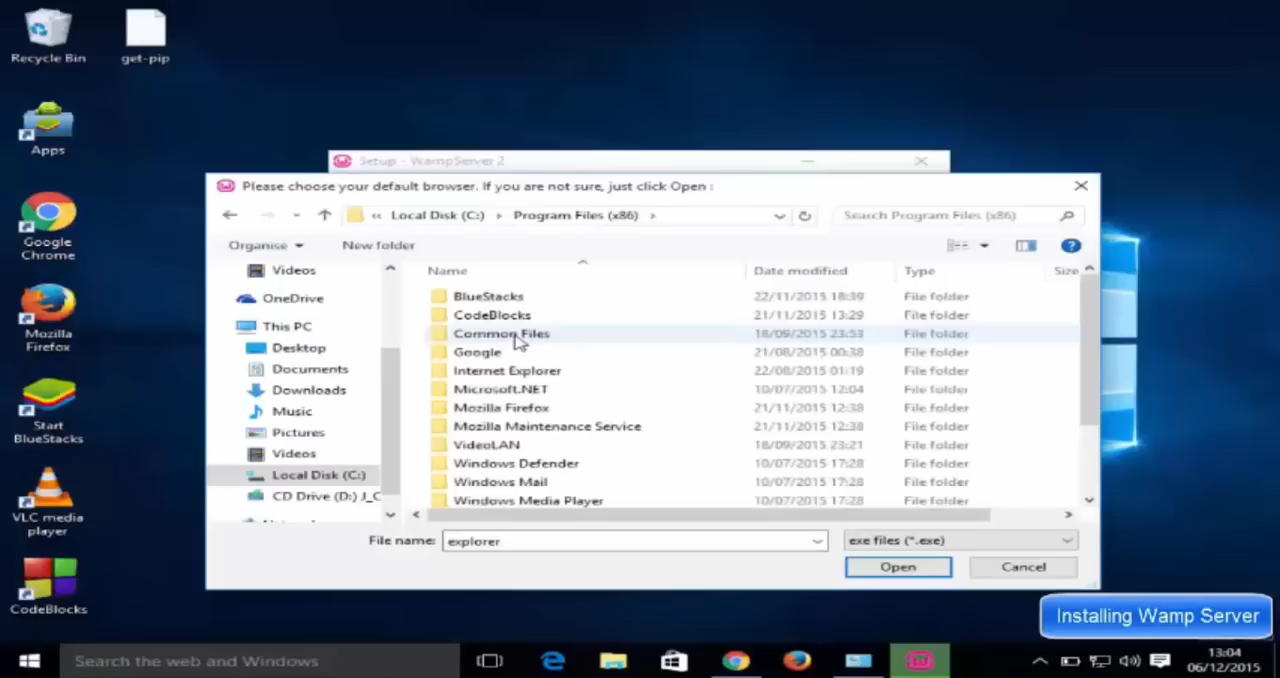 Recycle Bin
get-pip
Apps
Google
Chrome
Mozilla
Firefox
Start
BlueStacks
VLC media
player
CodeBlocks
Setup - WampServer 2
Please choose your default browser. If you are not sure, just click Open :
« Local Disk (C:) › Program Files (x86) ›
Search Program Files (x86)
Organise
New folder
Videos
OneDrive
This PC
Desktop
Documents
Downloads
Music
Pictures
Videos
Local Disk (C:)
CD Drive (D:) J_C
Name Date modified Type Size
BlueStacks 22/11/2015 18:39 File folder
CodeBlocks 21/11/2015 13:29 File folder
Common Files 18/09/2015 23:53 File folder
Google 21/08/2015 00:38 File folder
Internet Explorer 22/08/2015 01:19 File folder
Microsoft.NET 10/07/2015 12:04 File folder
Mozilla Firefox 21/11/2015 12:38 File folder
Mozilla Maintenance Service 21/11/2015 12:38 File folder
VideoLAN 18/09/2015 23:21 File folder
Windows Defender 10/07/2015 17:28 File folder
Windows Mail 10/07/2015 17:28 File folder
Windows Media Player 10/07/2015 17:28 File folder
File name: explorer
exe files (*.exe)
Open
Cancel
Installing Wamp Server
Search the web and Windows
13:04
06/12/2015